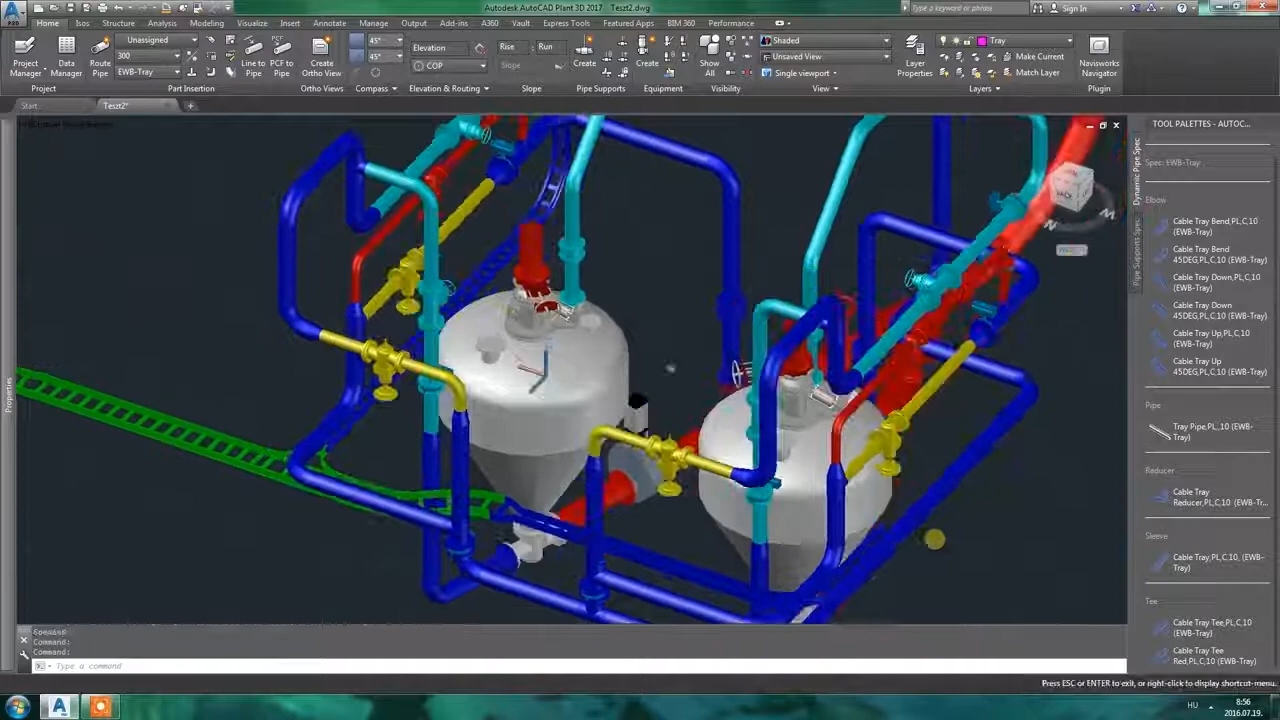 Autodesk AutoCAD Plant 3D 2017 Teszt2.dwg
Type a keyword or phrase
Sign In
Home Isos Structure Analysis Modeling Visualize Insert Annotate Manage Output Add-ins A360 Vault Express Tools Featured Apps BIM 360 Performance
Unassigned
300
EWB-Tray
Project Manager
Data Manager
Route Pipe
Line to Pipe
PCF to Pipe
Create Ortho View
45°
45°
Elevation
COP
Rise
Run
Slope
Create
Create
Show All
Shaded
Unsaved View
Single viewport
Layer Properties
Tray
Make Current
Match Layer
Navisworks Navigator
Project
Part Insertion
Ortho Views
Compass
Elevation & Routing
Slope
Pipe Supports
Equipment
Visibility
View
Layers
Plugin
Start
Teszt2*
TOOL PALETTES - AUTOC...
Spec: EWB-Tray
Dynamic Pipe Spec
Pipe Supports Spec
Properties
BACK
N
Elbow
Cable Tray Bend,PL,C,10
(EWB-Tray)
Cable Tray Bend
45DEG,PL,C,10 (EWB-Tray)
Cable Tray Down,PL,C,10
(EWB-Tray)
Cable Tray Down
45DEG,PL,C,10 (EWB-Tray)
Cable Tray Up,PL,C,10
(EWB-Tray)
Cable Tray Up
45DEG,PL,C,10 (EWB-Tray)
Pipe
Tray Pipe,PL,,10 (EWB-
Tray)
Reducer
Cable Tray
Reducer,PL,C,10 (EWB-Tr...
Sleeve
Cable Tray,PL,C,10, (EWB-
Tray)
Tee
Cable Tray Tee,PL,C,10
(EWB-Tray)
Cable Tray Tee
Red,PL,C,10 (EWB-Tray)
Command:
Command:
Type a command
Press ESC or ENTER to exit, or right-click to display shortcut-menu.
HU
8:56
2016.07.19.